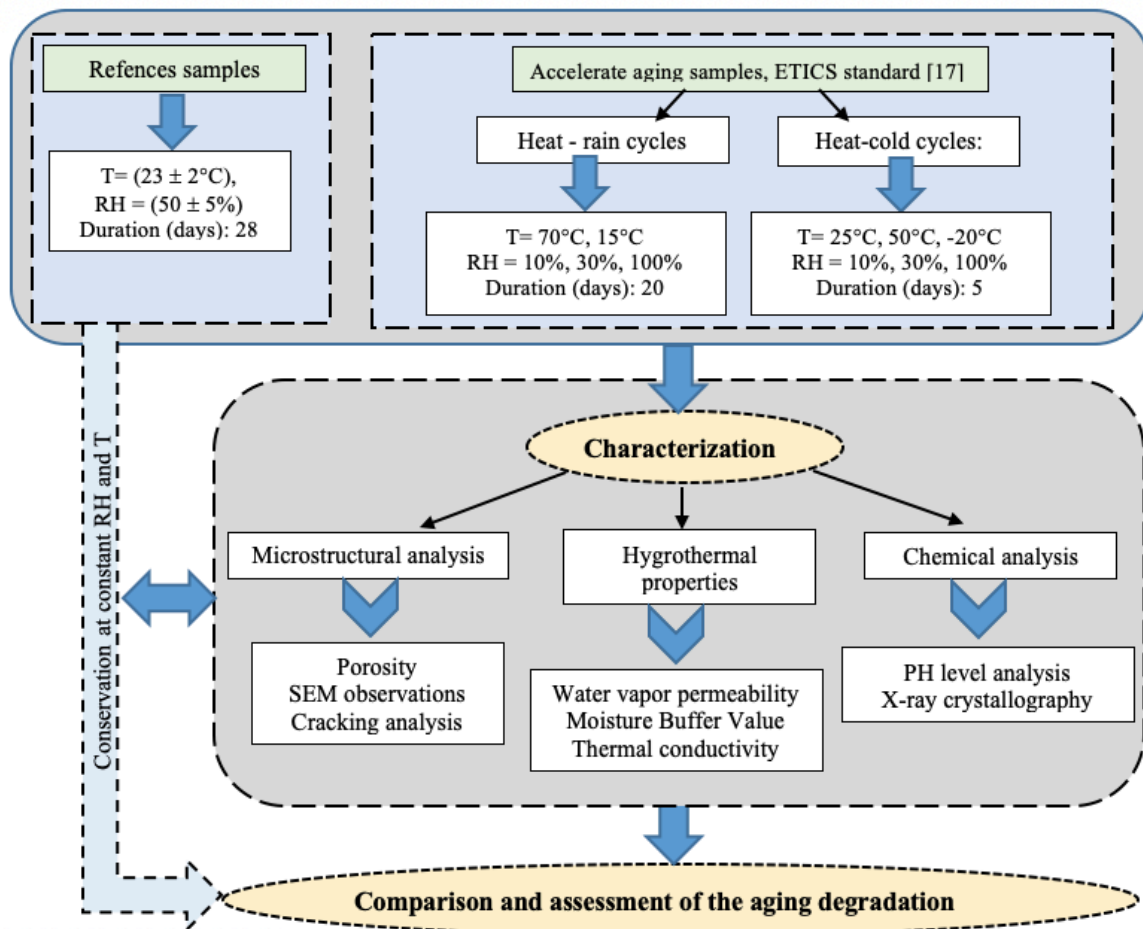 Refences samples
T= (23 ± 2°C),
RH = (50 ± 5%)
Duration (days): 28
Accelerate aging samples, ETICS standard [17]
Heat - rain cycles
T= 70°C, 15°C
RH = 10%, 30%, 100%
Duration (days): 20
Heat-cold cycles:
T= 25°C, 50°C, -20°C
RH = 10%, 30%, 100%
Duration (days): 5
Conservation at constant RH and T
Characterization
Microstructural analysis
Porosity
SEM observations
Cracking analysis
Hygrothermal
properties
Water vapor permeability
Moisture Buffer Value
Thermal conductivity
Chemical analysis
PH level analysis
X-ray crystallography
Comparison and assessment of the aging degradation